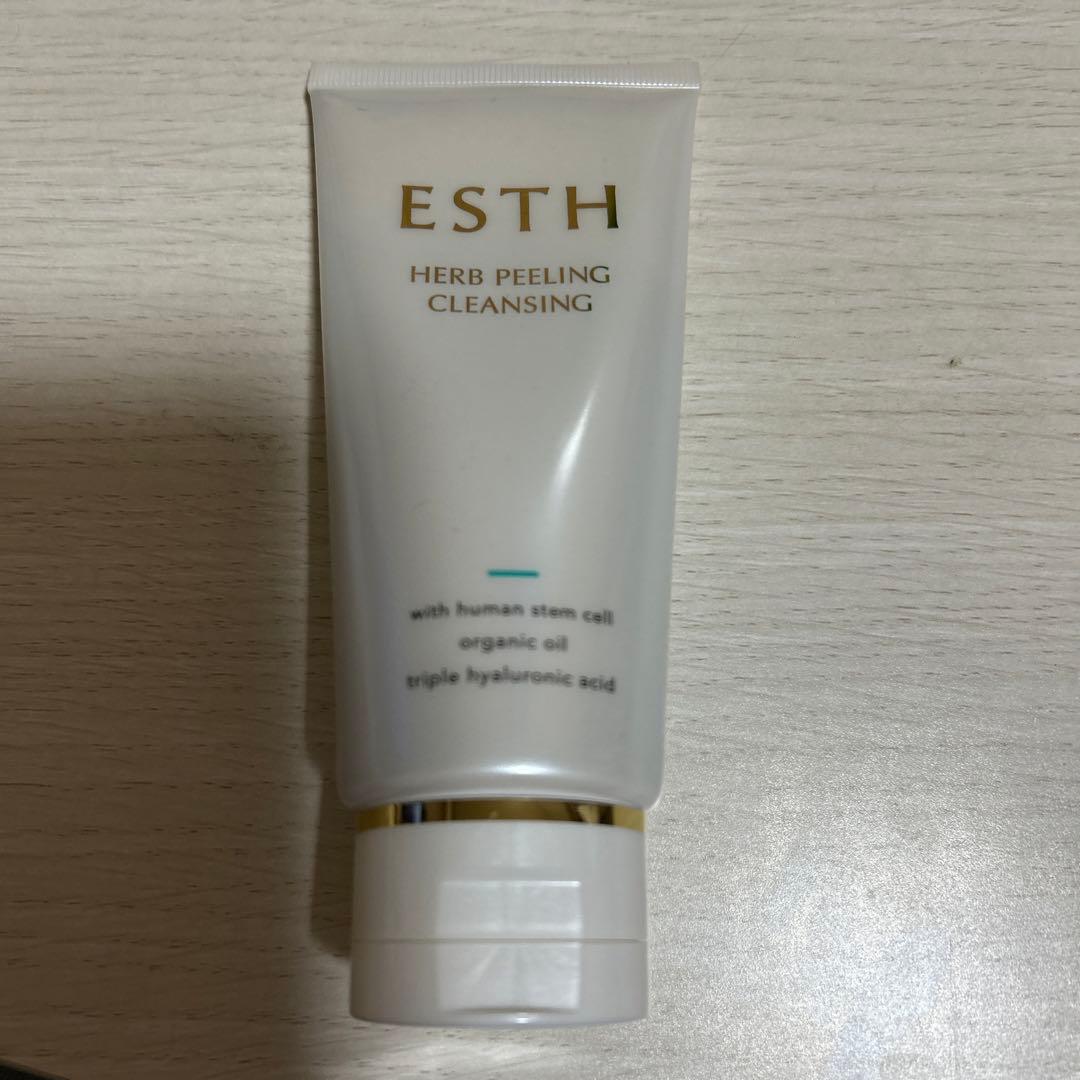 ESTH
HERB PEELING
CLEANSING
with human stem cell
organic oil
triple hyaluronic acid